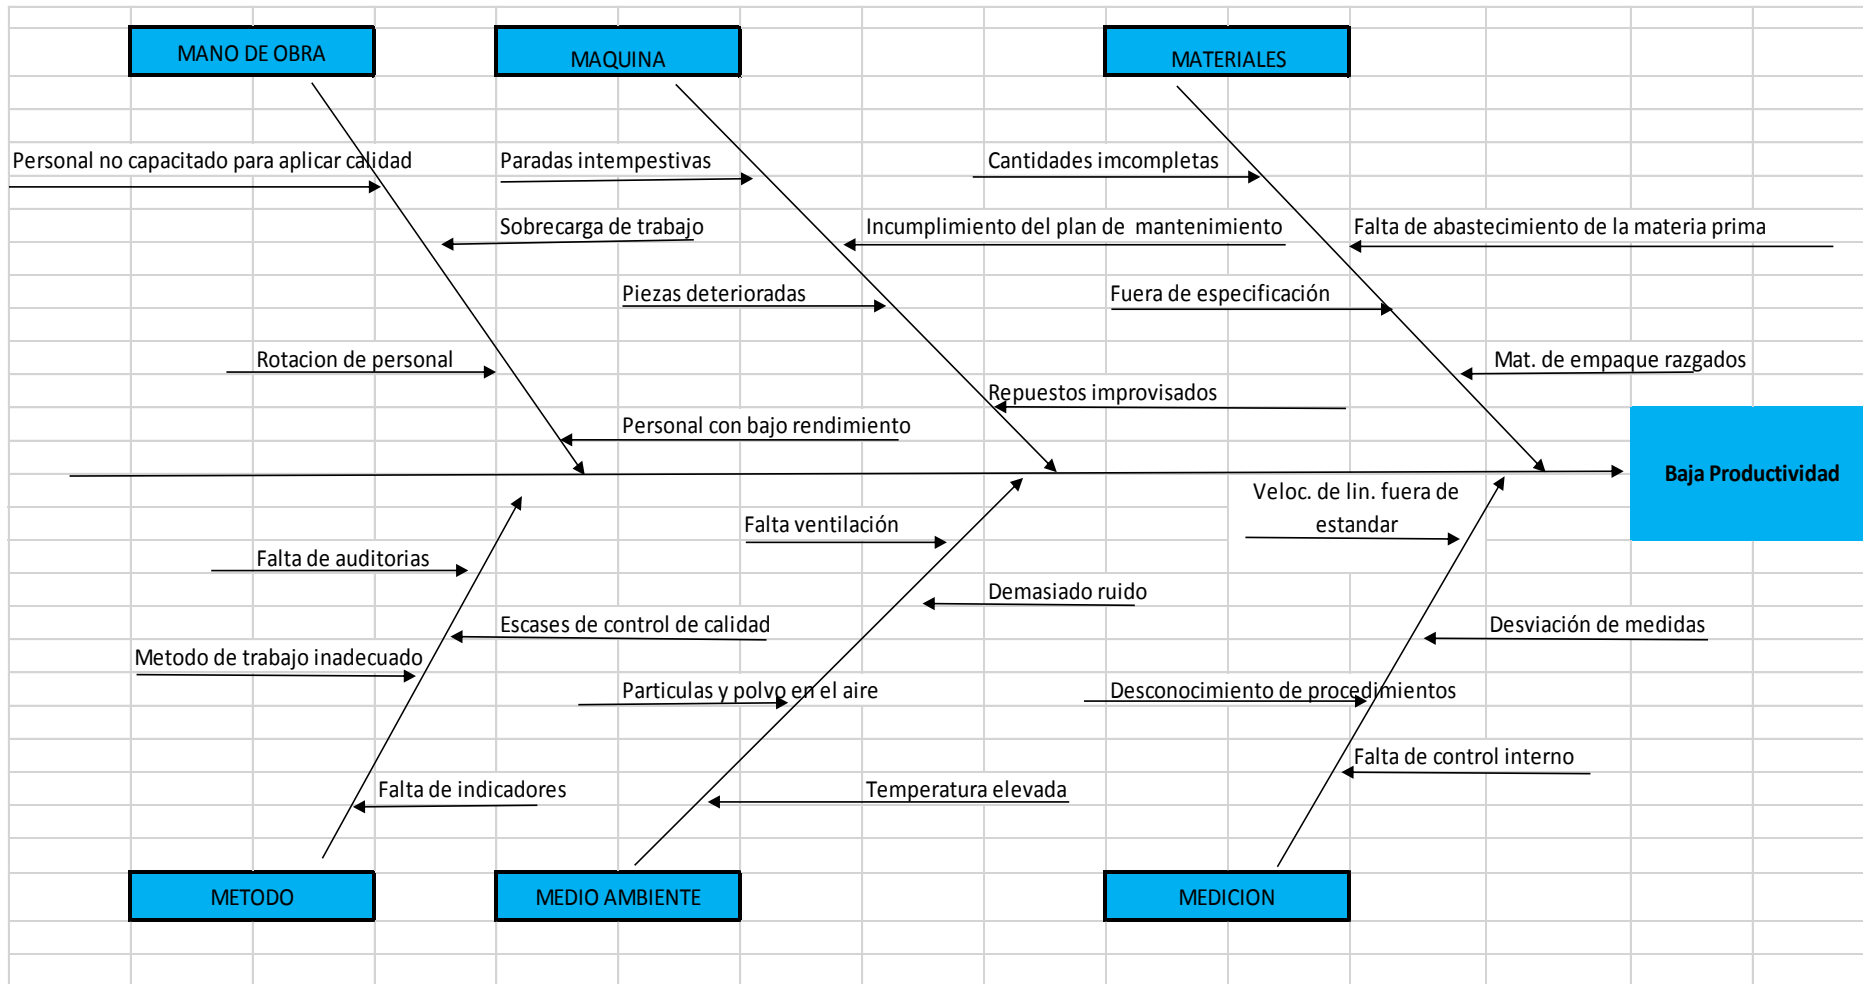 MANO DE OBRA
MAQUINA
MATERIALES
Personal no capacitado para aplicar calidad
Paradas intempestivas
Cantidades imcompletas
Sobrecarga de trabajo
Incumplimiento del plan de  mantenimiento
Falta de abastecimiento de la materia prima
Piezas deterioradas
Fuera de especificación
Rotacion de personal
Mat. de empaque razgados
Repuestos improvisados
Personal con bajo rendimiento
Baja Productividad
Veloc. de lin. fuera de
estandar
Falta ventilación
Falta de auditorias
Demasiado ruido
Escases de control de calidad
Desviación de medidas
Metodo de trabajo inadecuado
Particulas y polvo en el aire
Desconocimiento de procedimientos
Falta de control interno
Falta de indicadores
Temperatura elevada
METODO
MEDIO AMBIENTE
MEDICION